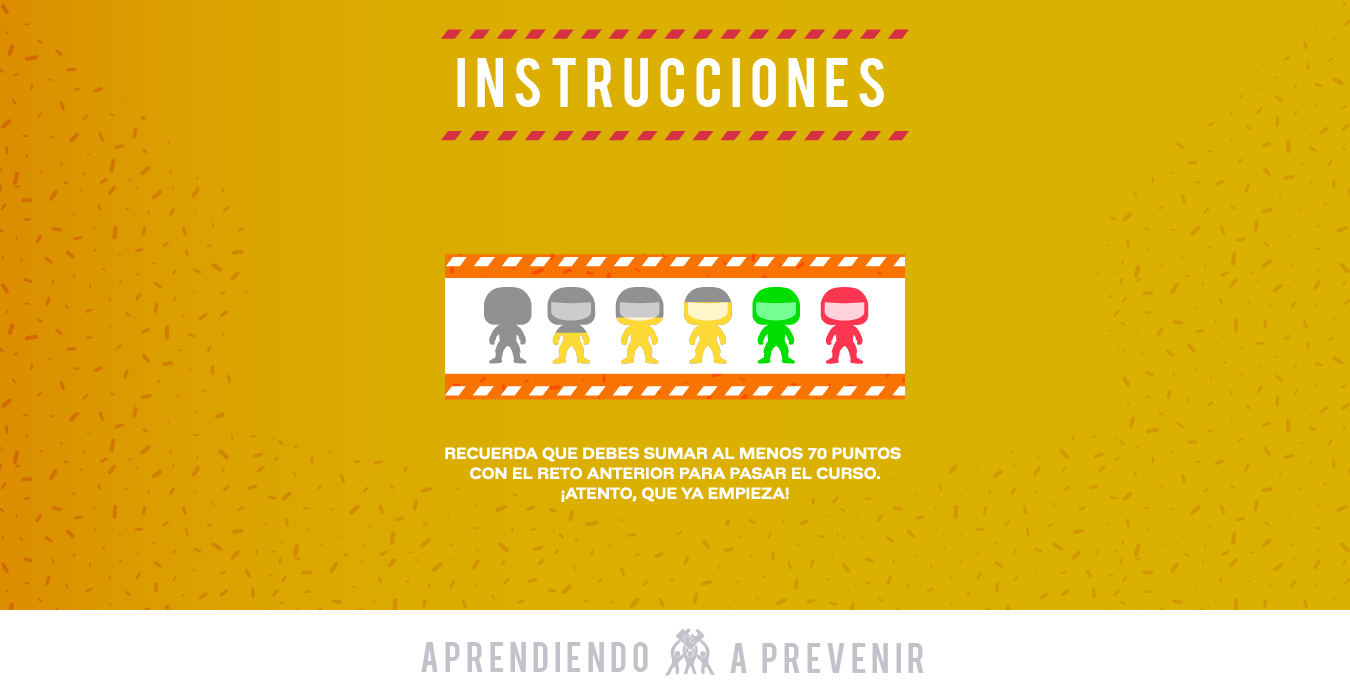 INSTRUCCIONES
RECUERDA QUE DEBES SUMAR AL MENOS 70 PUNTOS
CON EL RETO ANTERIOR PARA PASAR EL CURSO.
¡ATENTO, QUE YA EMPIEZA!
APRENDIENDO A PREVENIR